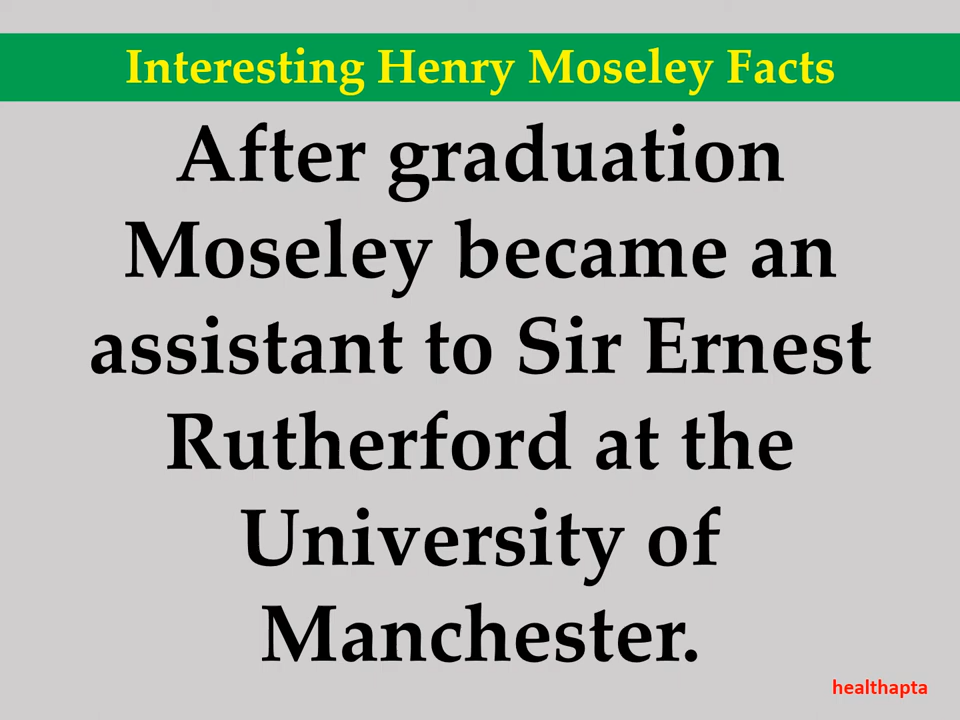 Interesting Henry Moseley Facts
After graduation
Moseley became an
assistant to Sir Ernest
Rutherford at the
University of
Manchester.
healthapta